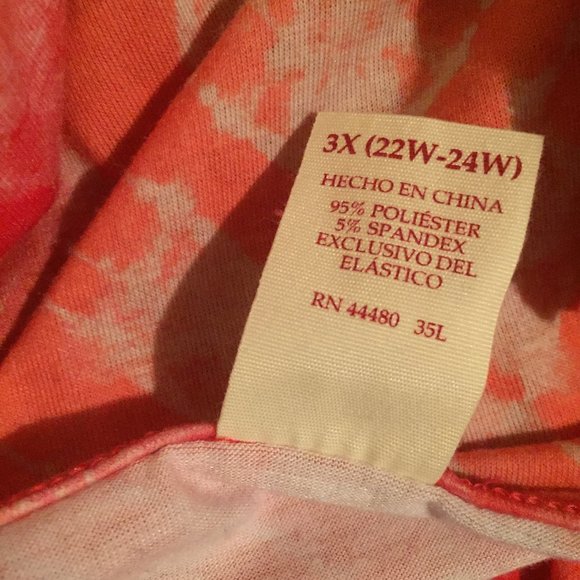 3X (22W-24W)
HECHO EN CHINA
95% POLIÉSTER
5% SPANDEX
EXCLUSIVO DEL
ELÁSTICO
RN 44480 35L